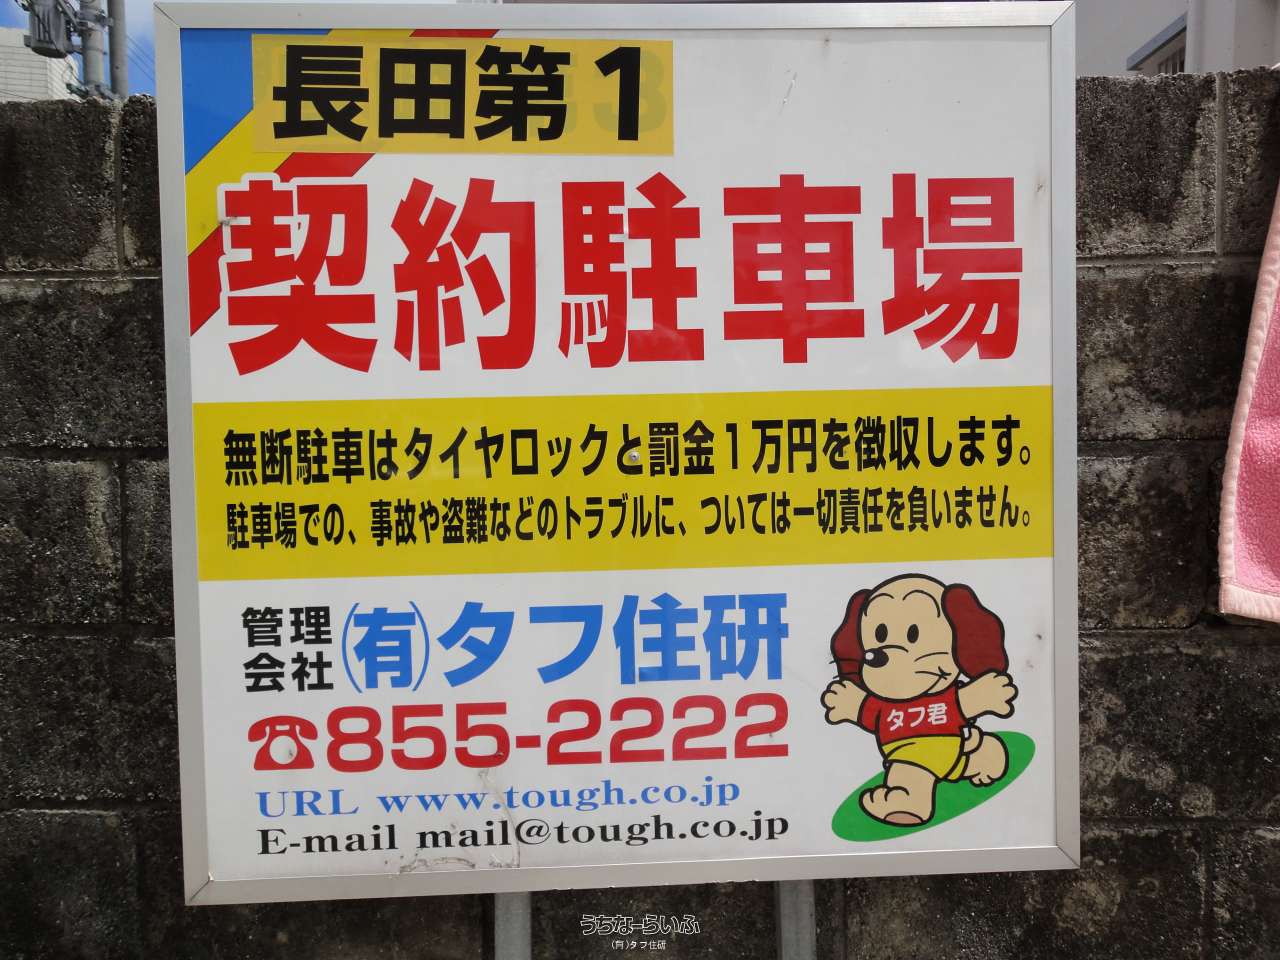 長田第1
契約駐車場
無断駐車はタイヤロックと罰金1万円を徴収します。
駐車場での、事故や盗難などのトラブルに、ついては一切責任を負いません。
管理会社 (有)タフ住研
☎855-2222
URL www.tough.co.jp
E-mail mail@tough.co.jp
タフ君
うちなーらいふ
(有)タフ住研